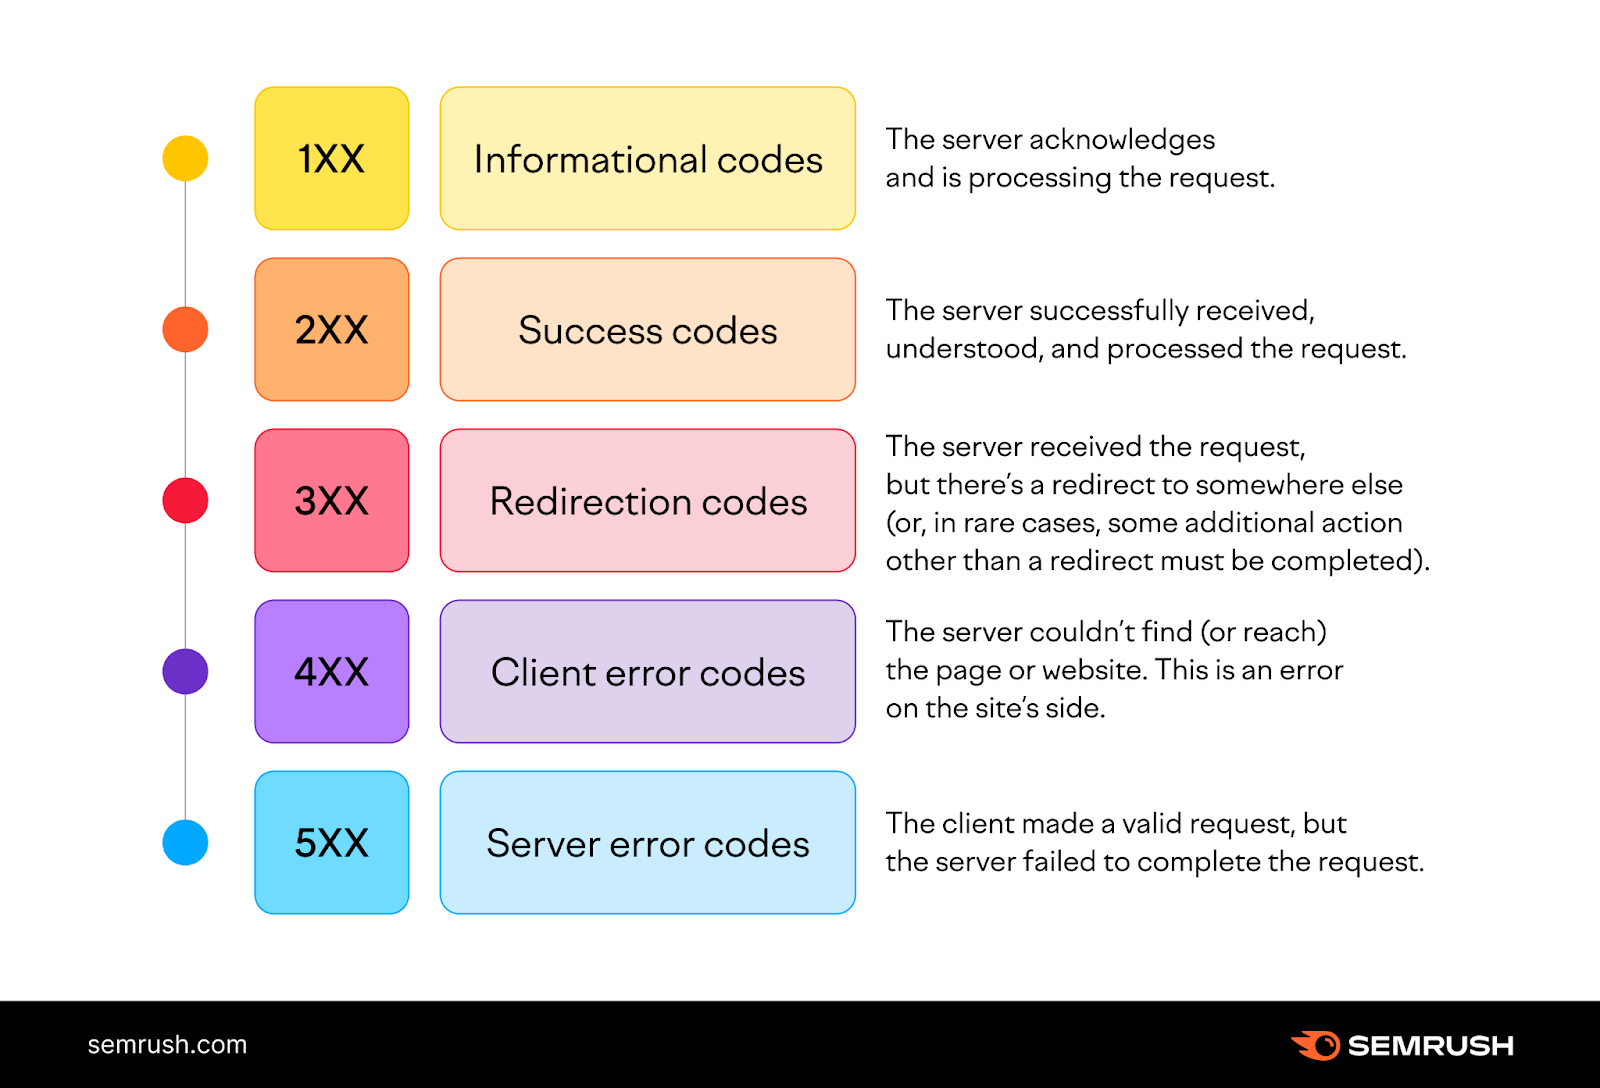 1XX
Informational codes
The server acknowledges
and is processing the request.
2XX
Success codes
The server successfully received,
understood, and processed the request.
3XX
Redirection codes
The server received the request,
but there’s a redirect to somewhere else
(or, in rare cases, some additional action
other than a redirect must be completed).
4XX
Client error codes
The server couldn’t find (or reach)
the page or website. This is an error
on the site’s side.
5XX
Server error codes
The client made a valid request, but
the server failed to complete the request.
semrush.com
SEMRUSH